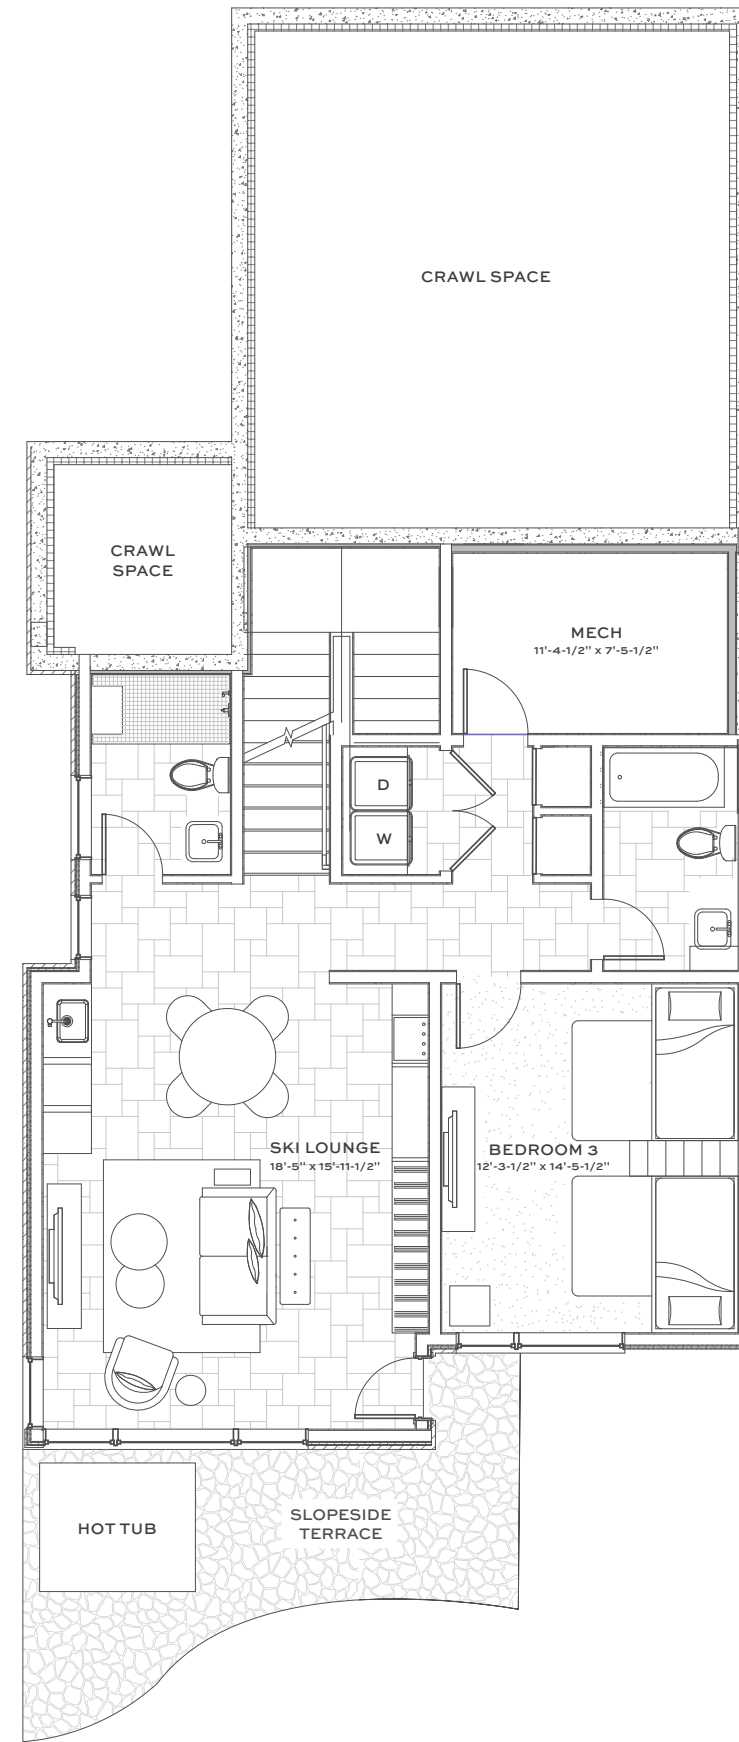 CRAWL SPACE
CRAWL
SPACE
MECH
11'-4-1/2" x 7'-5-1/2"
D
W
SKI LOUNGE
18'-5" x 15'-11-1/2"
BEDROOM 3
12'-3-1/2" x 14'-5-1/2"
HOT TUB
SLOPESIDE
TERRACE